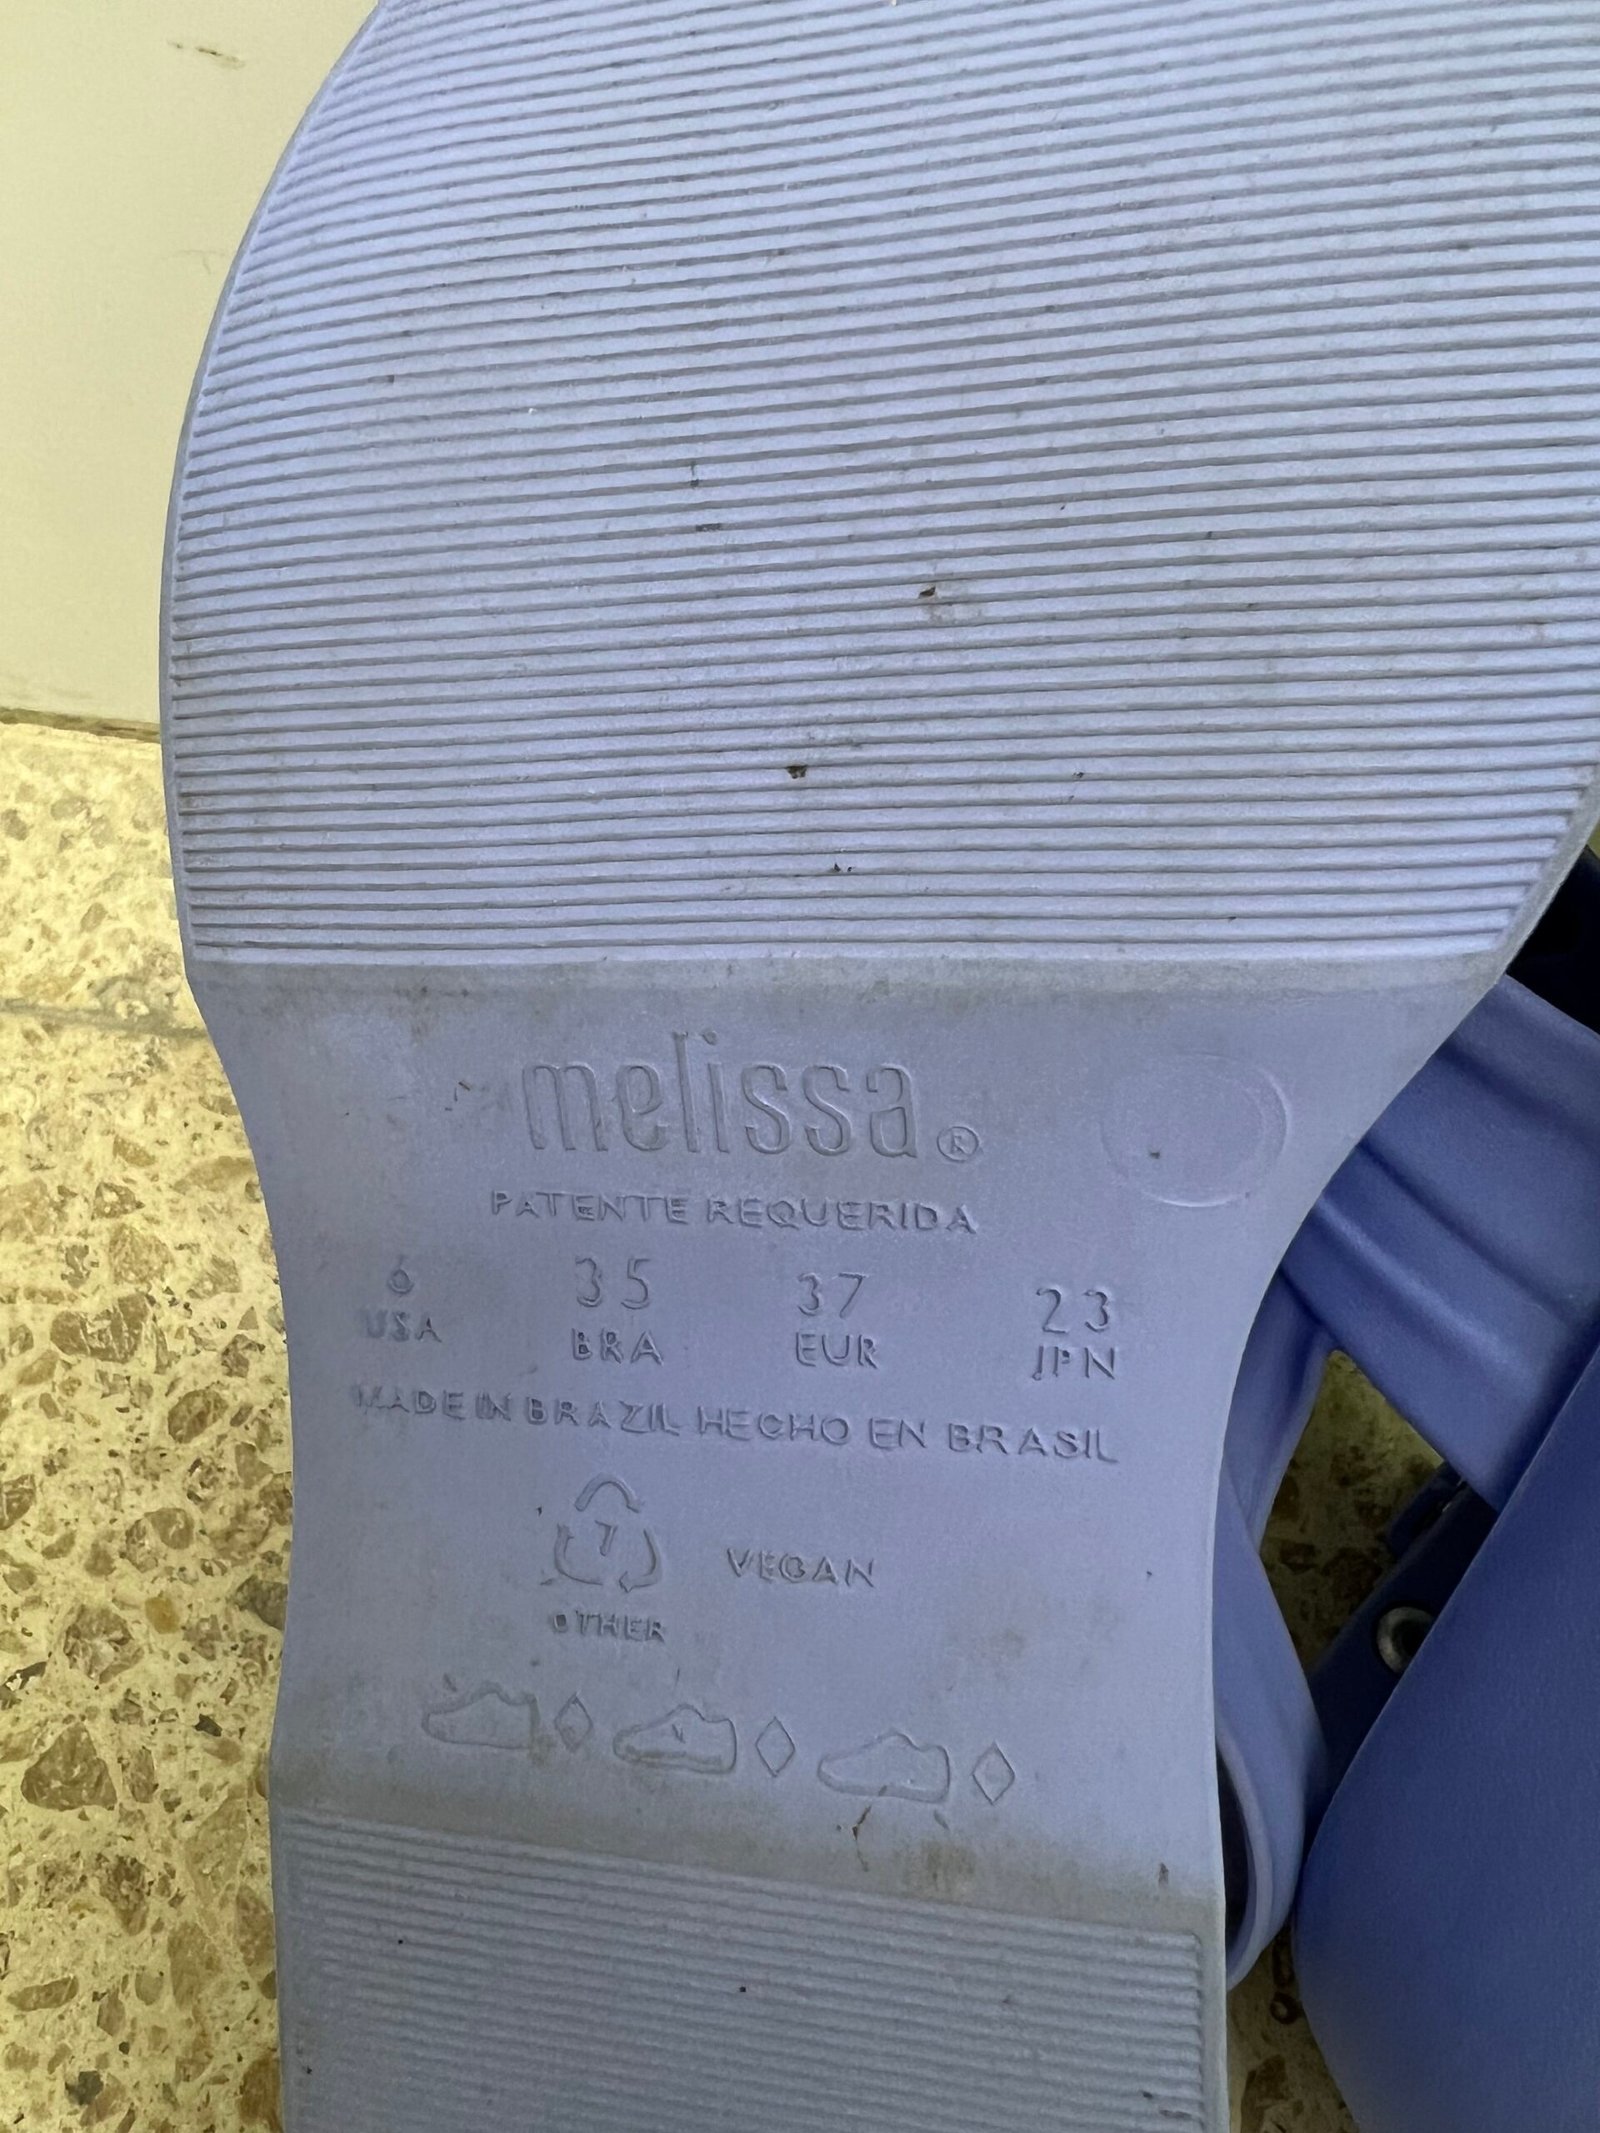 melissa®
PATENTE REQUERIDA
6 35 37 23
USA BRA EUR JPN
MADE IN BRAZIL HECHO EN BRASIL
7 VEGAN
OTHER